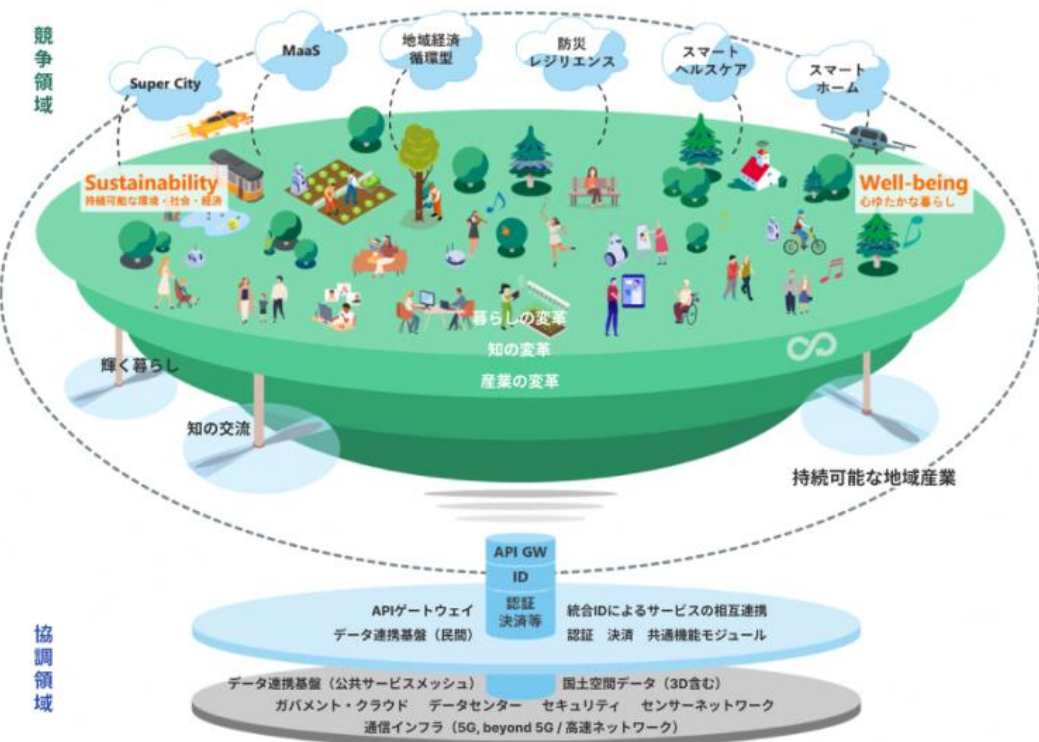 競争領域
Super City
MaaS
地域経済
循環型
防災
レジリエンス
スマート
ヘルスケア
スマート
ホーム
Sustainability
持続可能な環境・社会・経済
Well-being
心ゆたかな暮らし
暮らしの変革
知の変革
産業の変革
輝く暮らし
知の交流
持続可能な地域産業
協調領域
API GW
ID
認証
決済等
APIゲートウェイ
統合IDによるサービスの相互連携
データ連携基盤（民間）
認証 決済 共通機能モジュール
データ連携基盤（公共サービスメッシュ）
国土空間データ（3D含む）
ガバメント・クラウド データセンター セキュリティ センサーネットワーク
通信インフラ（5G, beyond 5G / 高速ネットワーク）